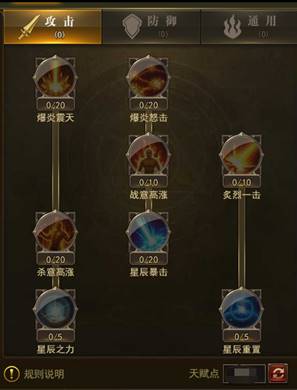 攻击 防御 通用
(0) (0) (0)
0/20 0/20
爆炎震天 爆炎怒击
0/10 0/10
战意高涨 炙烈一击
0/20 0/20
杀意高涨 星辰暴击
0/5 0/5
星辰之力 星辰重置
规则说明 天赋点